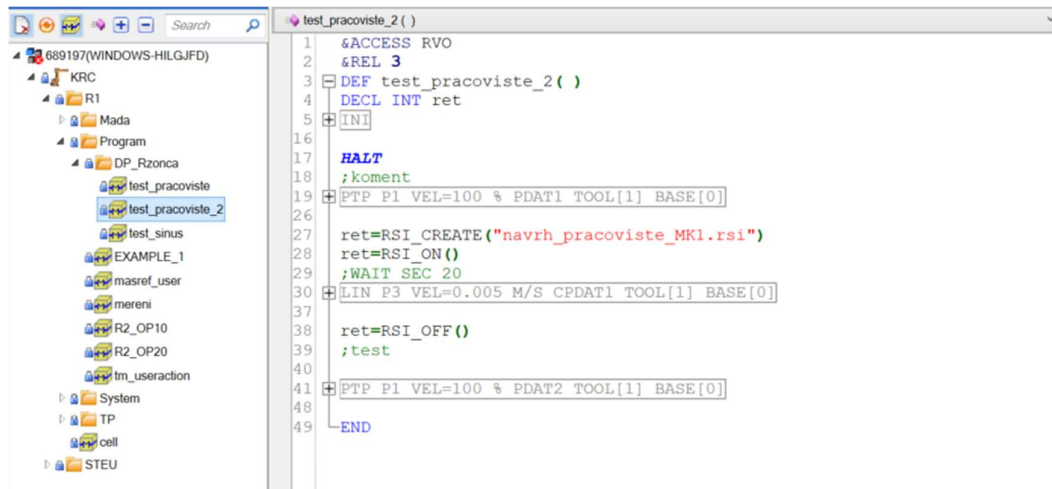 Search
689197(WINDOWS-HILGJFD)
KRC
R1
Mada
Program
DP_Rzonca
test_pracoviste
test_pracoviste_2
test_sinus
EXAMPLE_1
masref_user
mereni
R2_OP10
R2_OP20
tm_useraction
System
TP
cell
STEU
test_pracoviste_2 ( )
1 &ACCESS RVO
2 &REL 3
3 DEF test_pracoviste_2( )
4 DECL INT ret
5 INI
16
17 HALT
18 ;koment
19 PTP P1 VEL=100 % PDAT1 TOOL[1] BASE[0]
26
27 ret=RSI_CREATE("navrh_pracoviste_MK1.rsi")
28 ret=RSI_ON()
29 ;WAIT SEC 20
30 LIN P3 VEL=0.005 M/S CPDAT1 TOOL[1] BASE[0]
37
38 ret=RSI_OFF()
39 ;test
40
41 PTP P1 VEL=100 % PDAT2 TOOL[1] BASE[0]
48
49 END